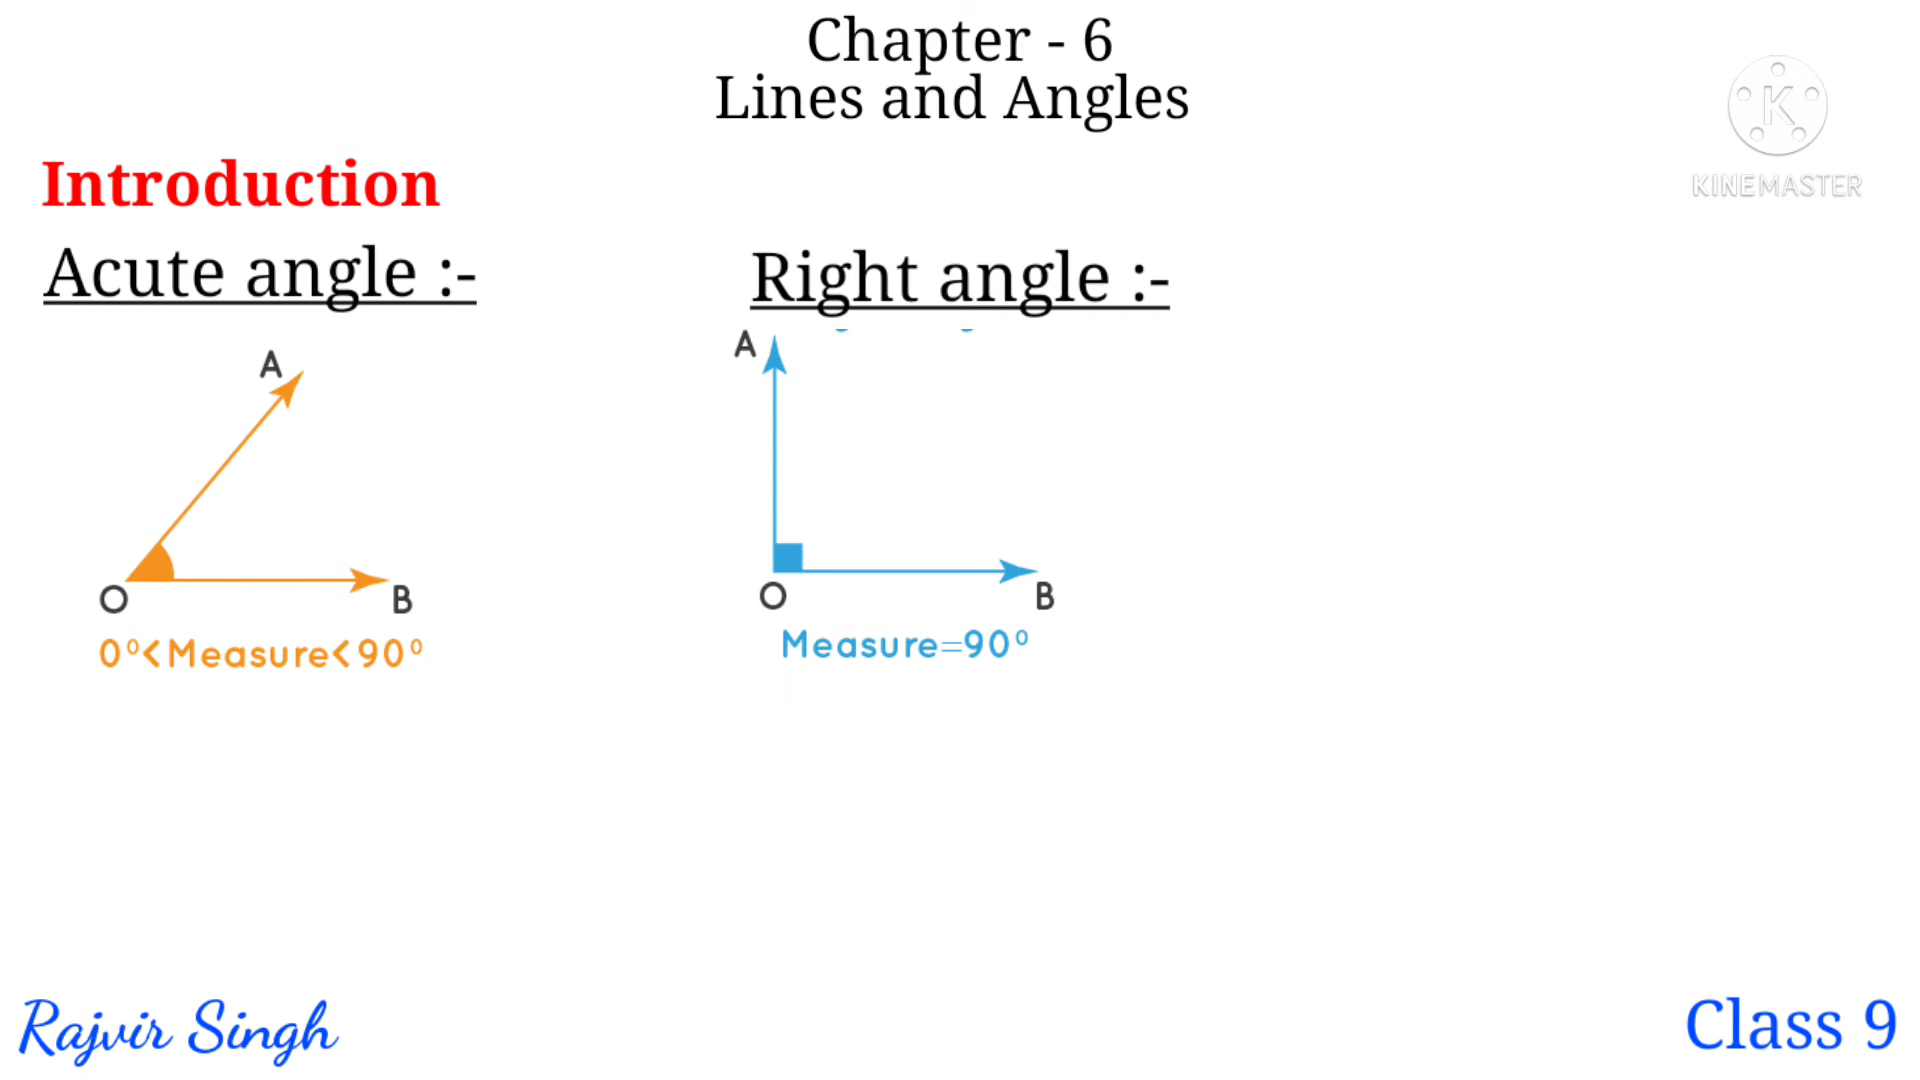 Chapter - 6
Lines and Angles
K
KINEMASTER
Introduction
Acute angle :-
Right angle :-
A
O
B
0°<Measure<90°
A
O
B
Measure=90°
Rajvir Singh
Class 9